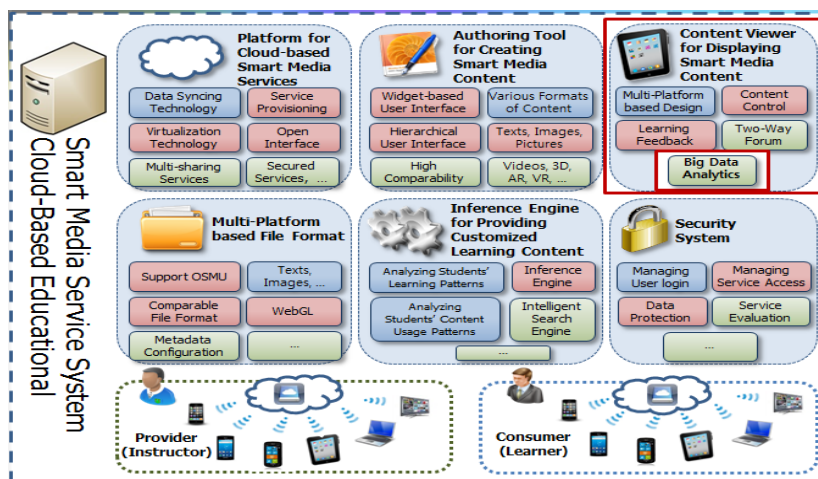 Smart Media Service System
Cloud-Based Educational
Platform for
Cloud-based
Smart Media
Services
Data Syncing
Technology
Service
Provisioning
Virtualization
Technology
Open
Interface
Multi-sharing
Services
Secured
Services, ...
Authoring Tool
for Creating
Smart Media
Content
Widget-based
User Interface
Various Formats
of Content
Hierarchical
User Interface
Texts, Images,
Pictures
High
Comparability
Videos, 3D,
AR, VR, ...
Content Viewer
for Displaying
Smart Media
Content
Multi-Platform
based Design
Content
Control
Learning
Feedback
Two-Way
Forum
Big Data
Analytics
Multi-Platform
based File Format
Support OSMU
Texts,
Images, ...
Comparable
File Format
WebGL
Metadata
Configuration
...
Inference Engine
for Providing
Customized
Learning Content
Analyzing Students'
Learning Patterns
Inference
Engine
Analyzing
Students' Content
Usage Patterns
Intelligent
Search
Engine
...
Security
System
Managing
User login
Managing
Service Access
Data
Protection
Service
Evaluation
...
Provider
(Instructor)
Consumer
(Learner)